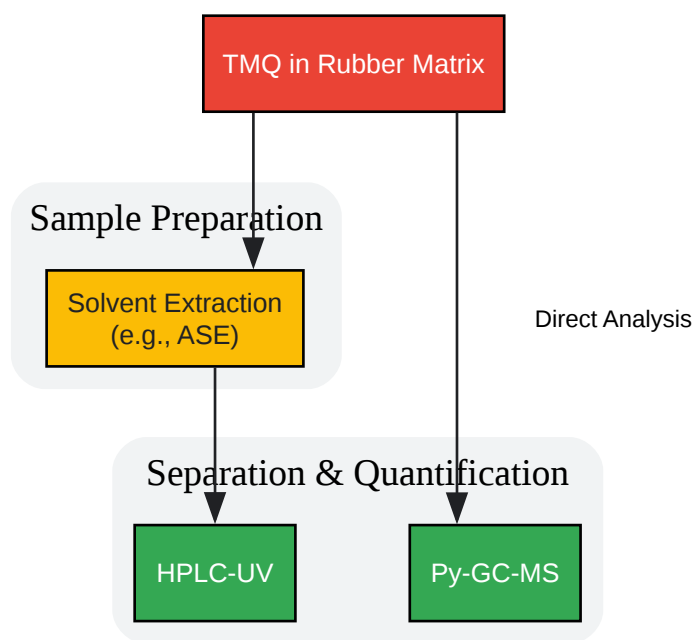 TMQ in Rubber Matrix
Sample Preparation
Solvent Extraction
(e.g., ASE)
Direct Analysis
Separation & Quantification
HPLC-UV
Py-GC-MS